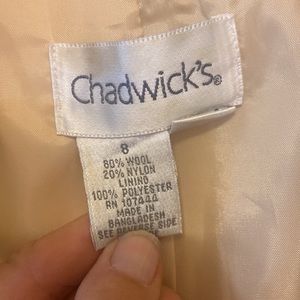 Chadwick's®
8
80% WOOL
20% NYLON
LINING
100% POLYESTER
RN 107444
MADE IN
BANGLADESH
SEE REVERSE SIDE